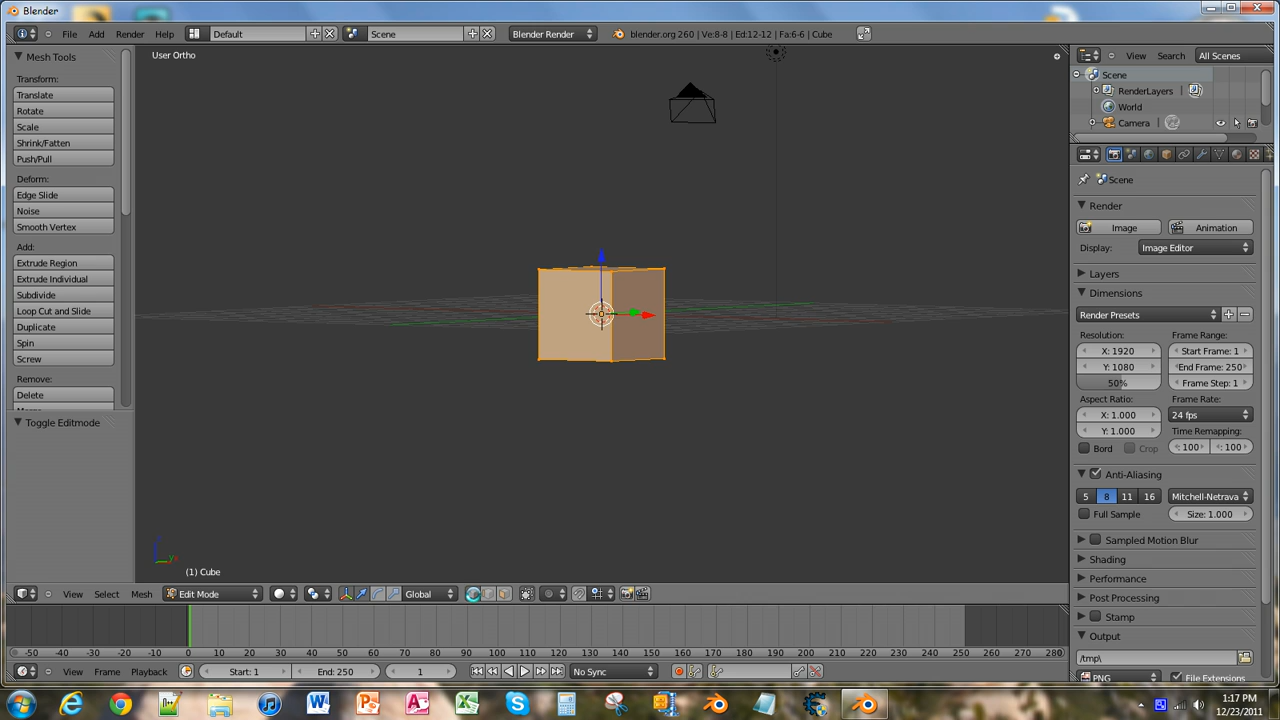 Blender
File Add Render Help Default Scene Blender Render blender.org 260 | Ve:8-8 | Ed:12-12 | Fa:6-6 | Cube
Mesh Tools
Transform:
Translate
Rotate
Scale
Shrink/Fatten
Push/Pull
Deform:
Edge Slide
Noise
Smooth Vertex
Add:
Extrude Region
Extrude Individual
Subdivide
Loop Cut and Slide
Duplicate
Spin
Screw
Remove:
Delete
Toggle Editmode
User Ortho
(1) Cube
View Select Mesh Edit Mode Global
-50 -40 -30 -20 -10 0 10 20 30 40 50 60 70 80 90 100 110 120 130 140 150 160 170 180 190 200 210 220 230 240 250 260 270 280
View Frame Playback Start: 1 End: 250 1 No Sync
View Search All Scenes
Scene
RenderLayers
World
Camera
Scene
Render
Image Animation
Display: Image Editor
Layers
Dimensions
Render Presets
Resolution: Frame Range:
X: 1920 Start Frame: 1
Y: 1080 End Frame: 250
50% Frame Step: 1
Aspect Ratio: Frame Rate:
X: 1.000 24 fps
Y: 1.000 Time Remapping:
Bord Crop : 100 : 100
Anti-Aliasing
5 8 11 16 Mitchell-Netrava
Full Sample Size: 1.000
Sampled Motion Blur
Shading
Performance
Post Processing
Stamp
Output
/tmp\
PNG File Extensions
1:17 PM
12/23/2011